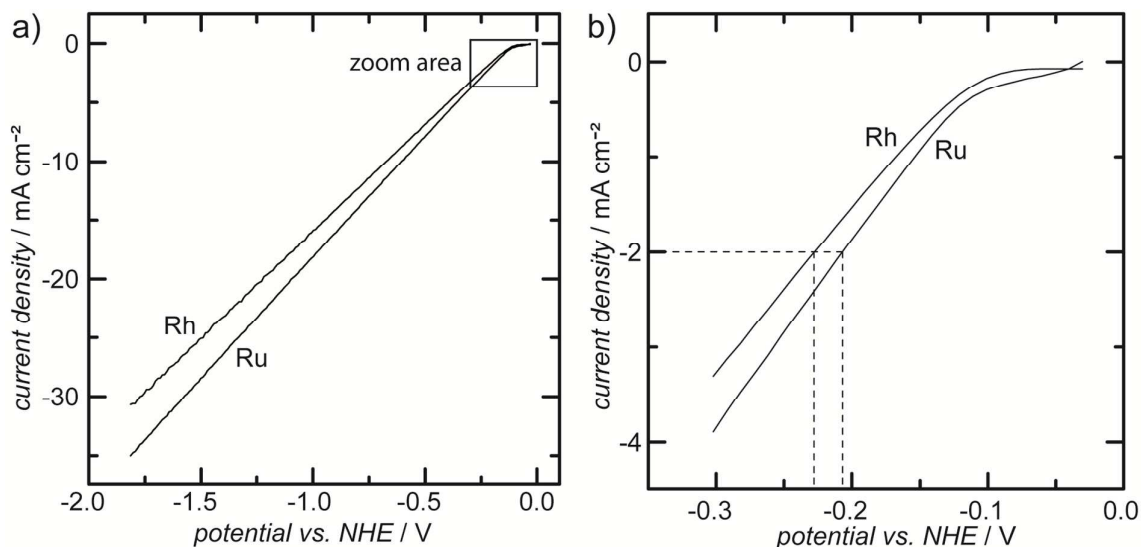 a)
0
-10
-20
-30
current density / mA cm⁻²
zoom area
Rh
Ru
-2.0 -1.5 -1.0 -0.5 0.0
potential vs. NHE / V
b)
0
-2
-4
current density / mA cm⁻²
Rh
Ru
-0.3 -0.2 -0.1 0.0
potential vs. NHE / V